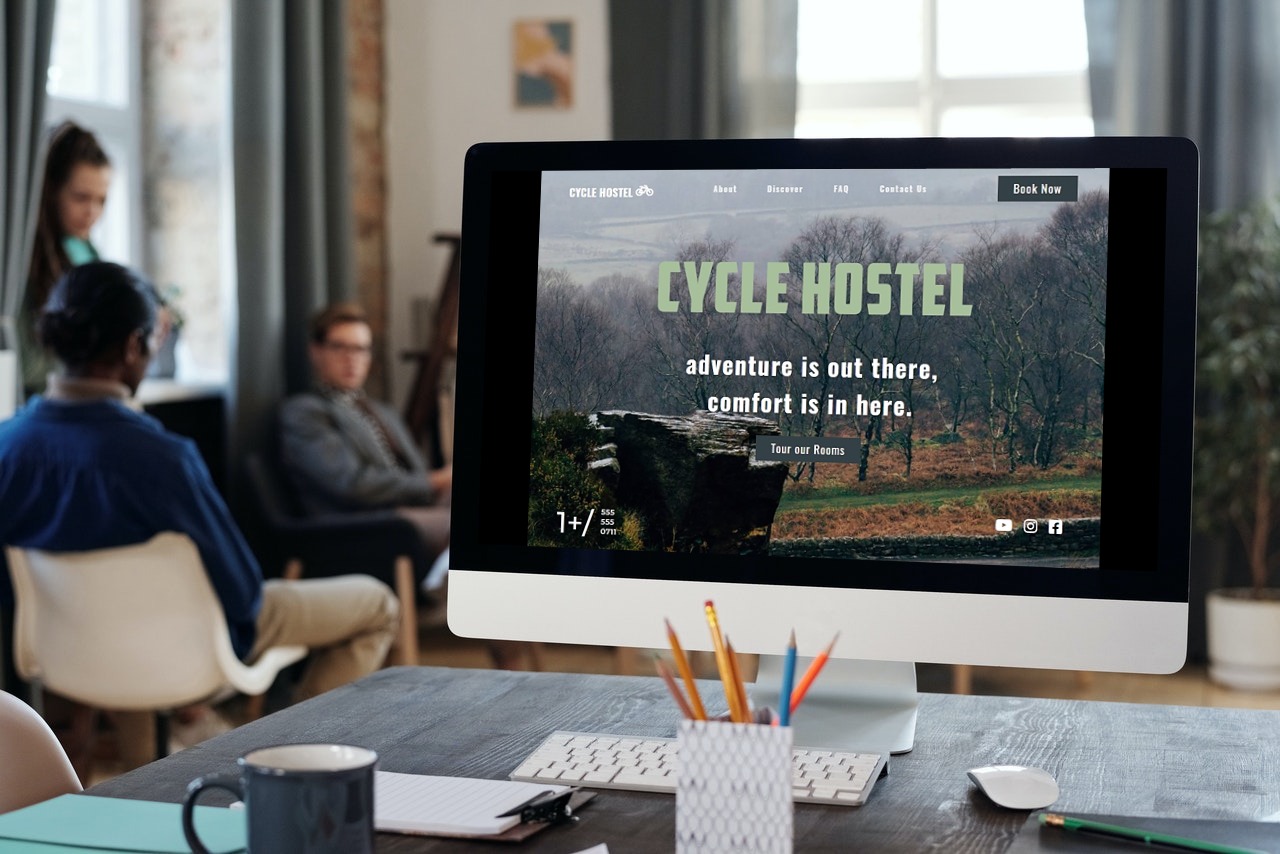 CYCLE HOSTEL
About Discover FAQ Contact Us
Book Now
CYCLE HOSTEL
adventure is out there,
comfort is in here.
Tour our Rooms
1+/
555
555
0711